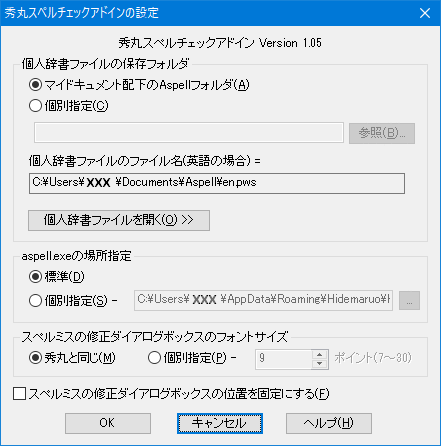 秀丸スペルチェックアドインの設定
秀丸スペルチェックアドイン Version 1.05
個人辞書ファイルの保存フォルダ
マイドキュメント配下のAspellフォルダ(A)
個別指定(C)
参照(B)...
個人辞書ファイルのファイル名(英語の場合) =
C:¥Users¥ XXX ¥Documents¥Aspell¥en.pws
個人辞書ファイルを開く(O) >>
aspell.exeの場所指定
標準(D)
個別指定(S) - C:¥Users¥ XXX ¥AppData¥Roaming¥Hidemaruo¥H ...
スペルミスの修正ダイアログボックスのフォントサイズ
秀丸と同じ(M) 個別指定(P) - 9 ポイント(7～30)
スペルミスの修正ダイアログボックスの位置を固定にする(F)
OK キャンセル ヘルプ(H)